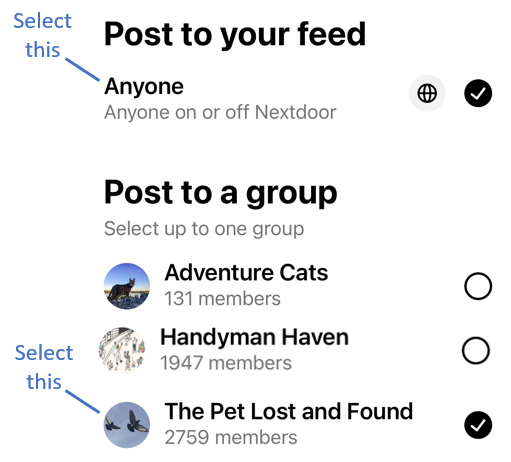 Select
this
Post to your feed
Anyone
Anyone on or off Nextdoor
Post to a group
Select up to one group
Adventure Cats
131 members
Handyman Haven
1947 members
Select
this
The Pet Lost and Found
2759 members